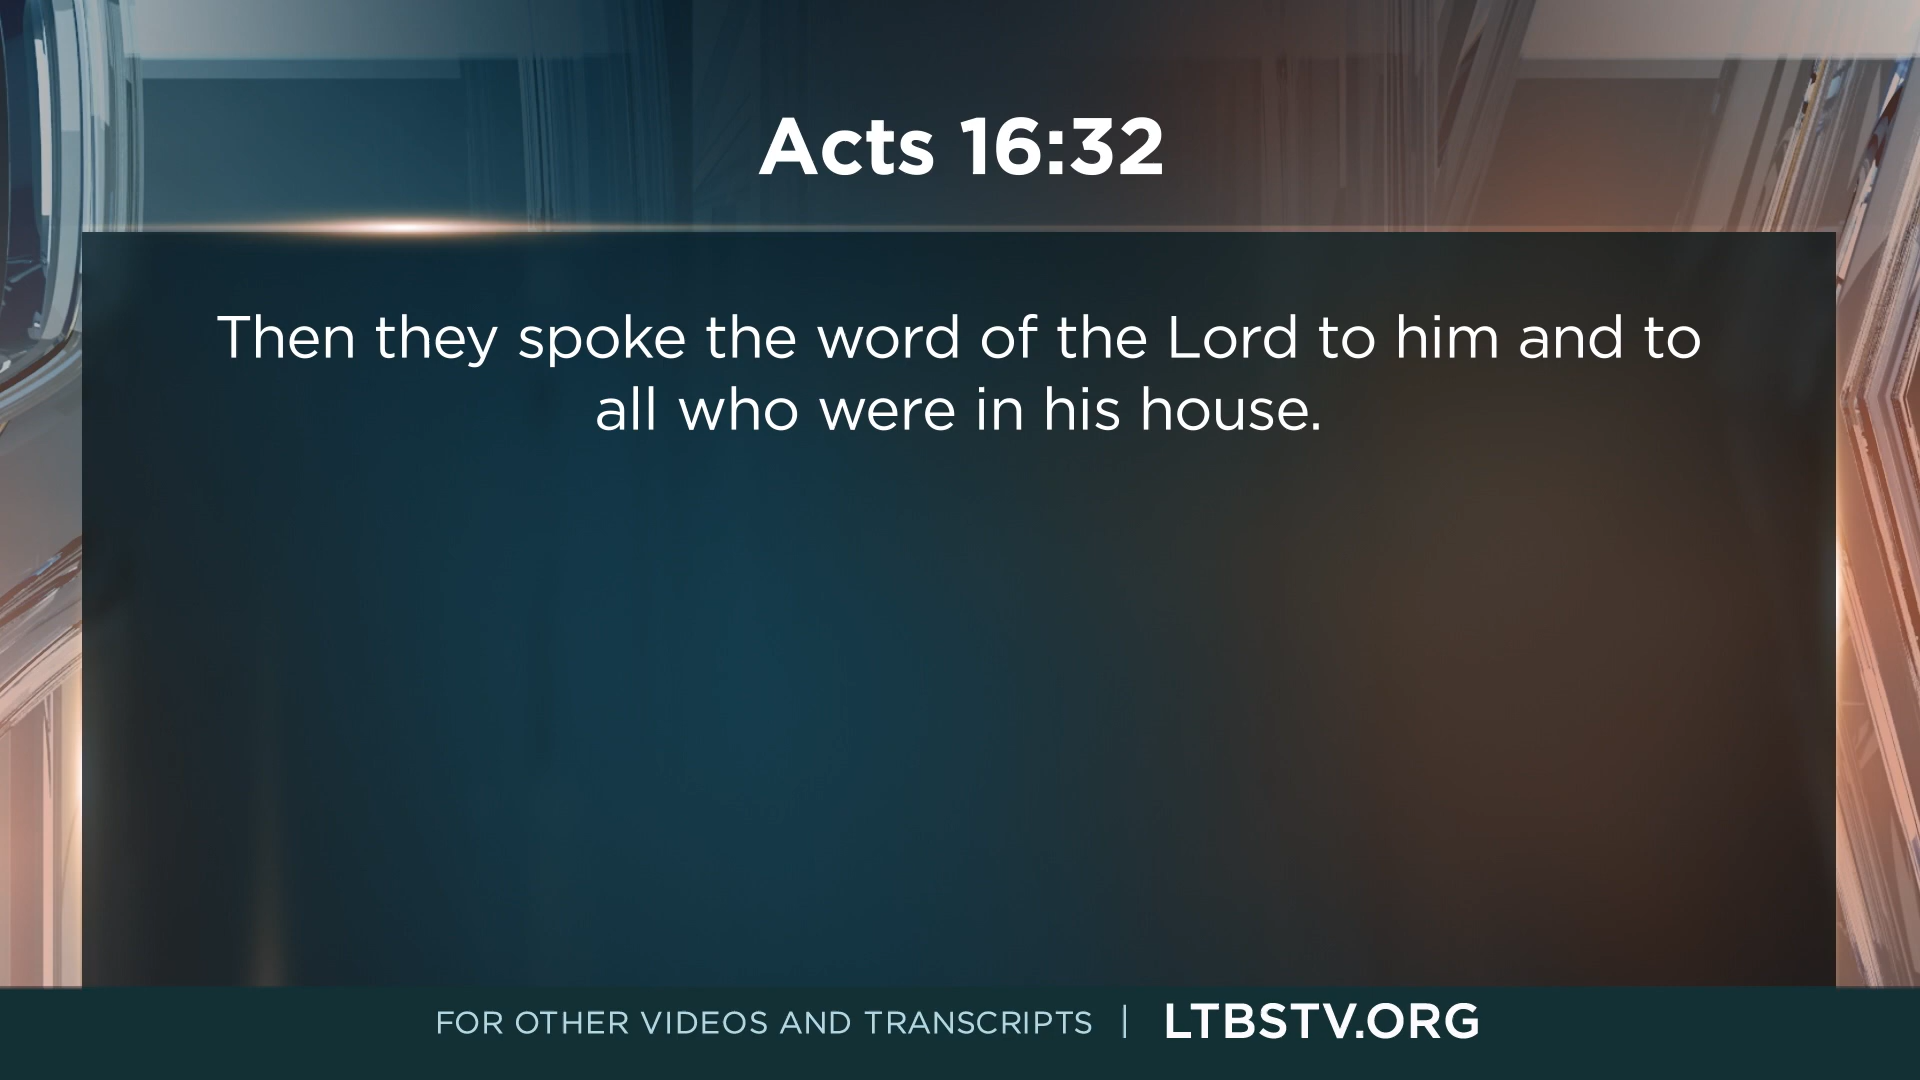 Acts 16:32
Then they spoke the word of the Lord to him and to
all who were in his house.
FOR OTHER VIDEOS AND TRANSCRIPTS | LTBSTV.ORG